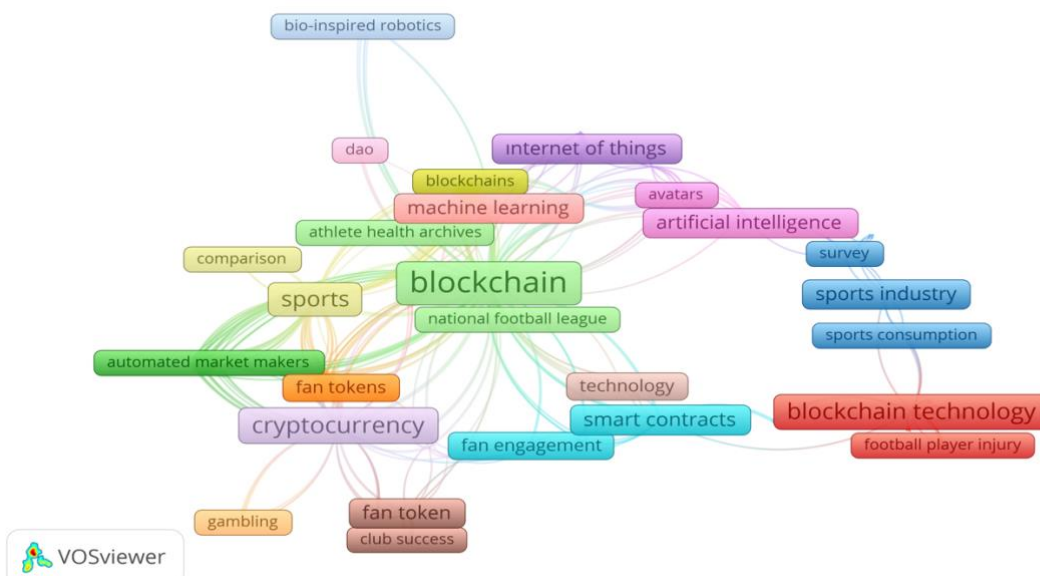 bio-inspired robotics
dao
ınternet of things
blockchains
avatars
machine learning
artificial intelligence
athlete health archives
survey
comparison
blockchain
sports industry
sports
national football league
sports consumption
automated market makers
fan tokens
technology
blockchain technology
cryptocurrency
smart contracts
fan engagement
football player injury
fan token
gambling
club success
VOSviewer